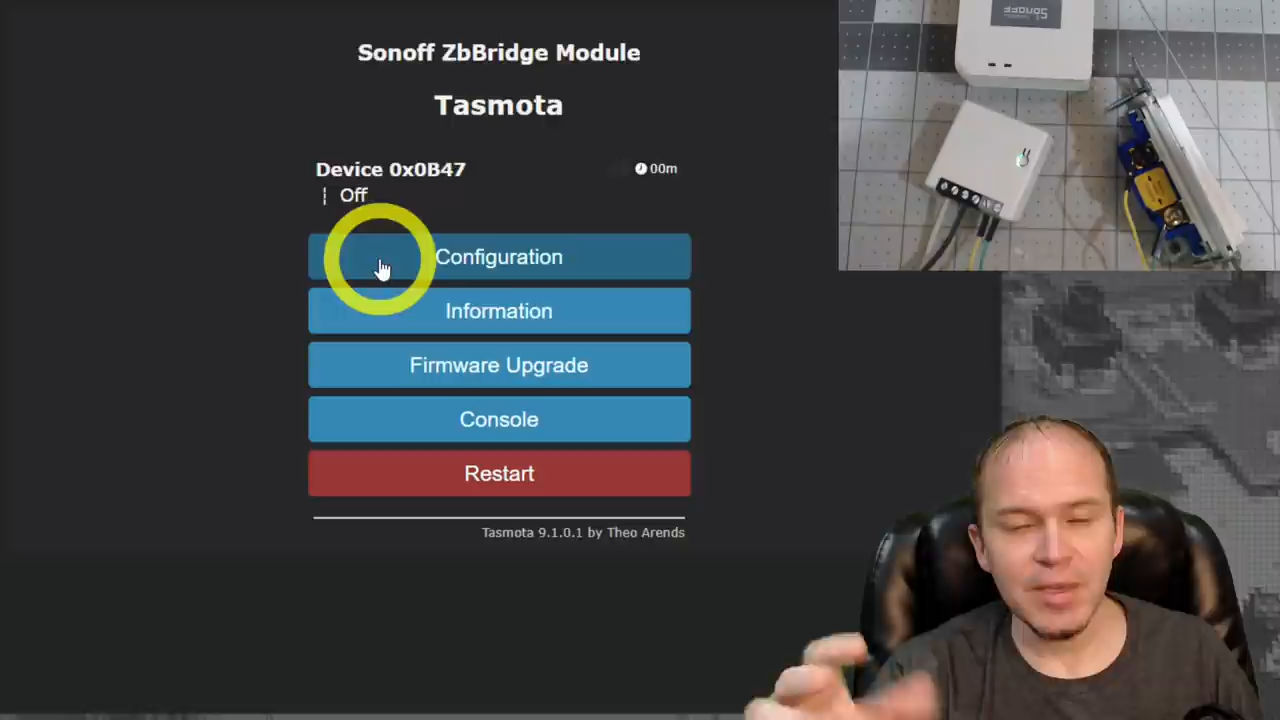 Sonoff ZbBridge Module
Tasmota
Device 0x0B47
00m
Off
Configuration
Information
Firmware Upgrade
Console
Restart
Tasmota 9.1.0.1 by Theo Arends
SONOFF